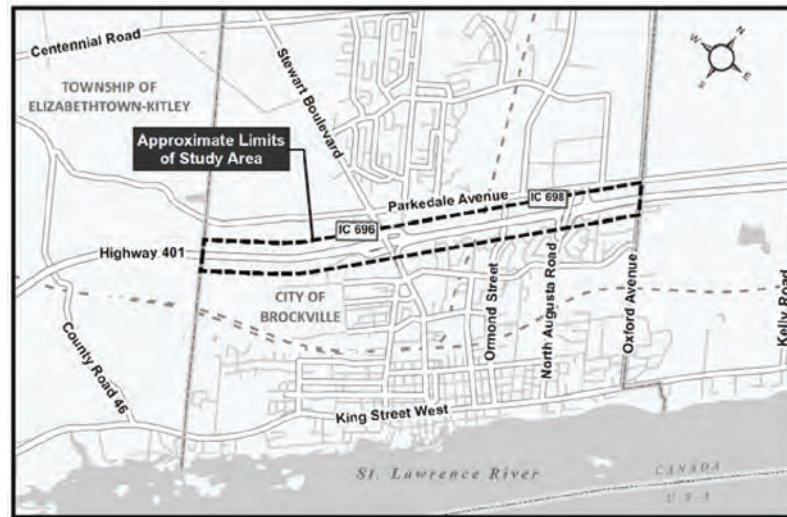 Centennial Road
TOWNSHIP OF
ELIZABETHTOWN-KITLEY
Stewart Boulevard
N
W
E
S
Approximate Limits
of Study Area
Parkedale Avenue
IC 696
IC 698
Highway 401
CITY OF
BROCKVILLE
County Road 46
Ormond Street
North Augusta Road
Oxford Avenue
Kelly Road
King Street West
St. Lawrence River
CANADA
U.S.A